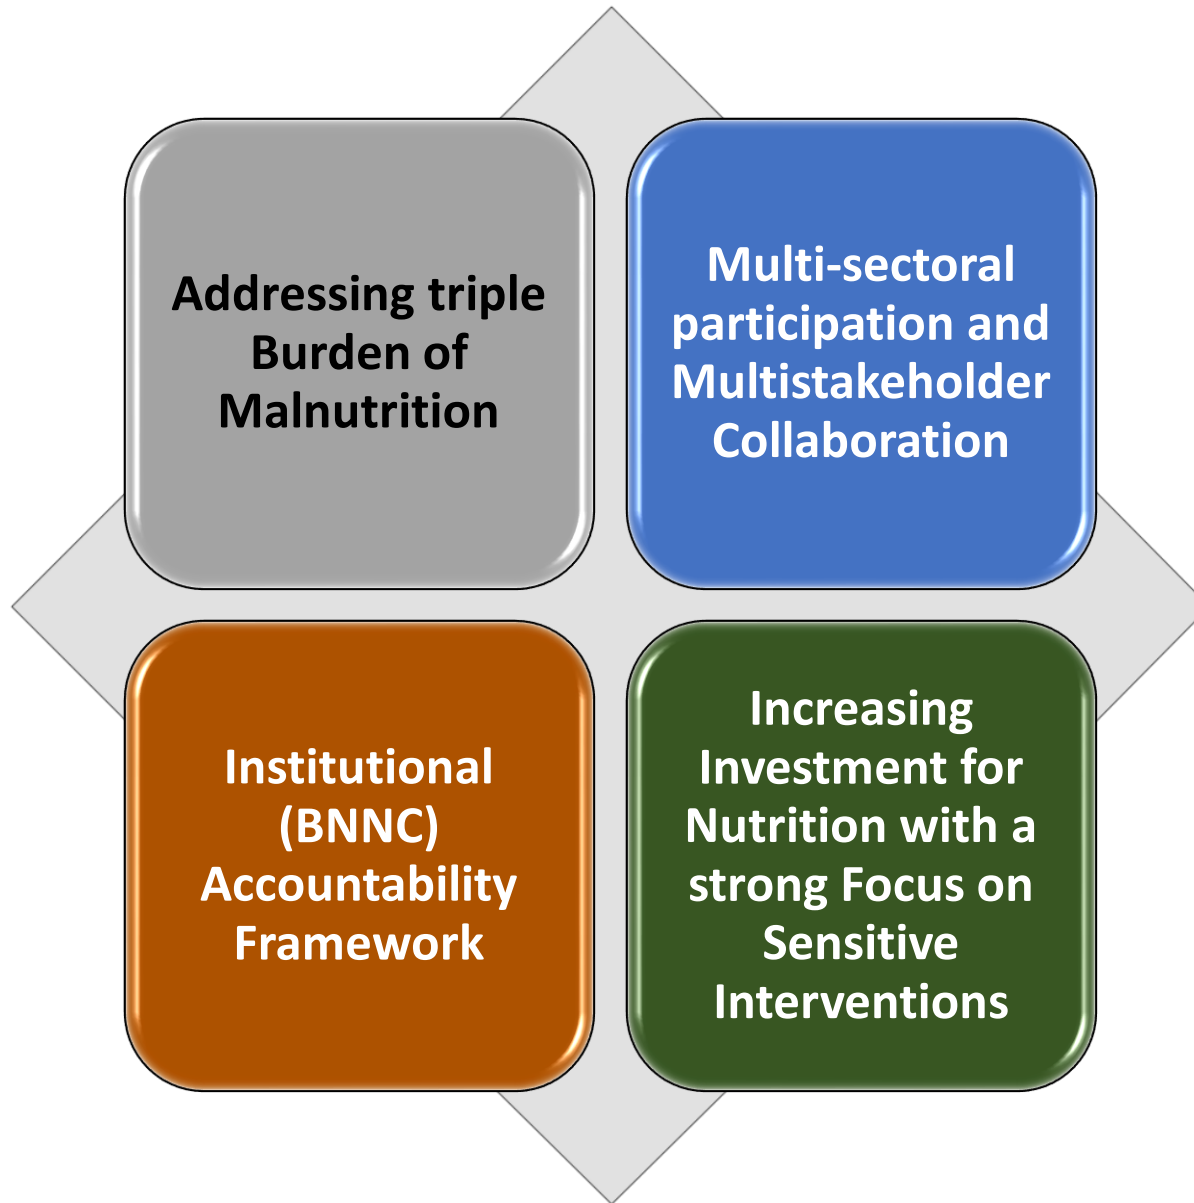 Addressing triple
Burden of
Malnutrition
Multi-sectoral
participation and
Multistakeholder
Collaboration
Institutional
(BNNC)
Accountability
Framework
Increasing
Investment for
Nutrition with a
strong Focus on
Sensitive
Interventions